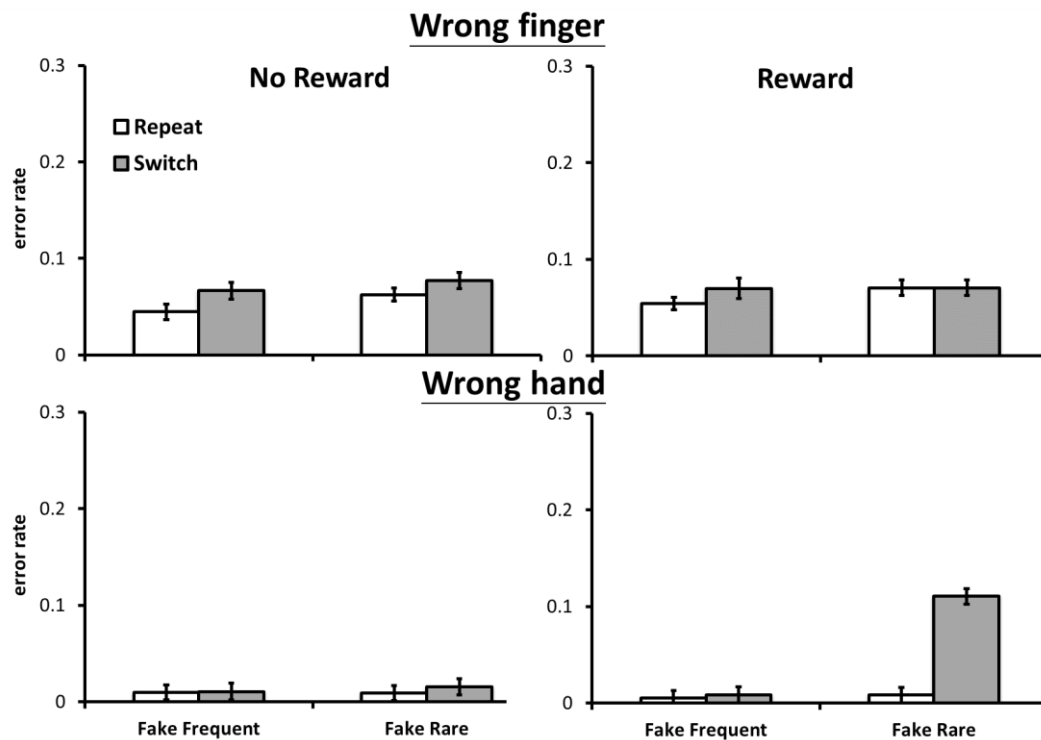 Wrong finger
No Reward
Reward
0.3
0.2
0.1
0
error rate
Repeat
Switch
0.3
0.2
0.1
0
Wrong hand
0.3
0.2
0.1
0
error rate
Fake Frequent
Fake Rare
0.3
0.2
0.1
0
Fake Frequent
Fake Rare